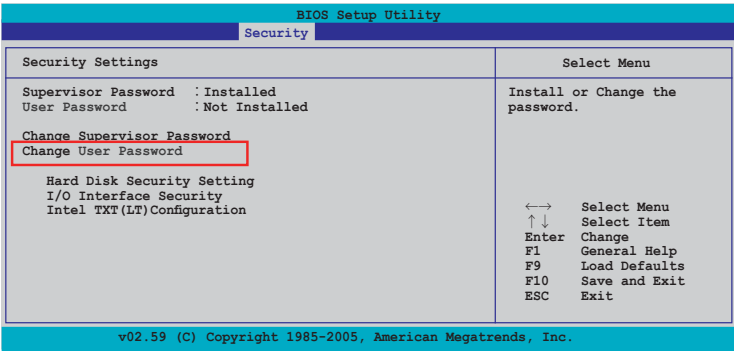 BIOS Setup Utility
Security
Security Settings
Select Menu
Supervisor Password : Installed
User Password : Not Installed
Install or Change the
password.
Change Supervisor Password
Change User Password
Hard Disk Security Setting
I/O Interface Security
Intel TXT(LT)Configuration
←→ Select Menu
↑↓ Select Item
Enter Change
F1 General Help
F9 Load Defaults
F10 Save and Exit
ESC Exit
v02.59 (C) Copyright 1985-2005, American Megatrends, Inc.